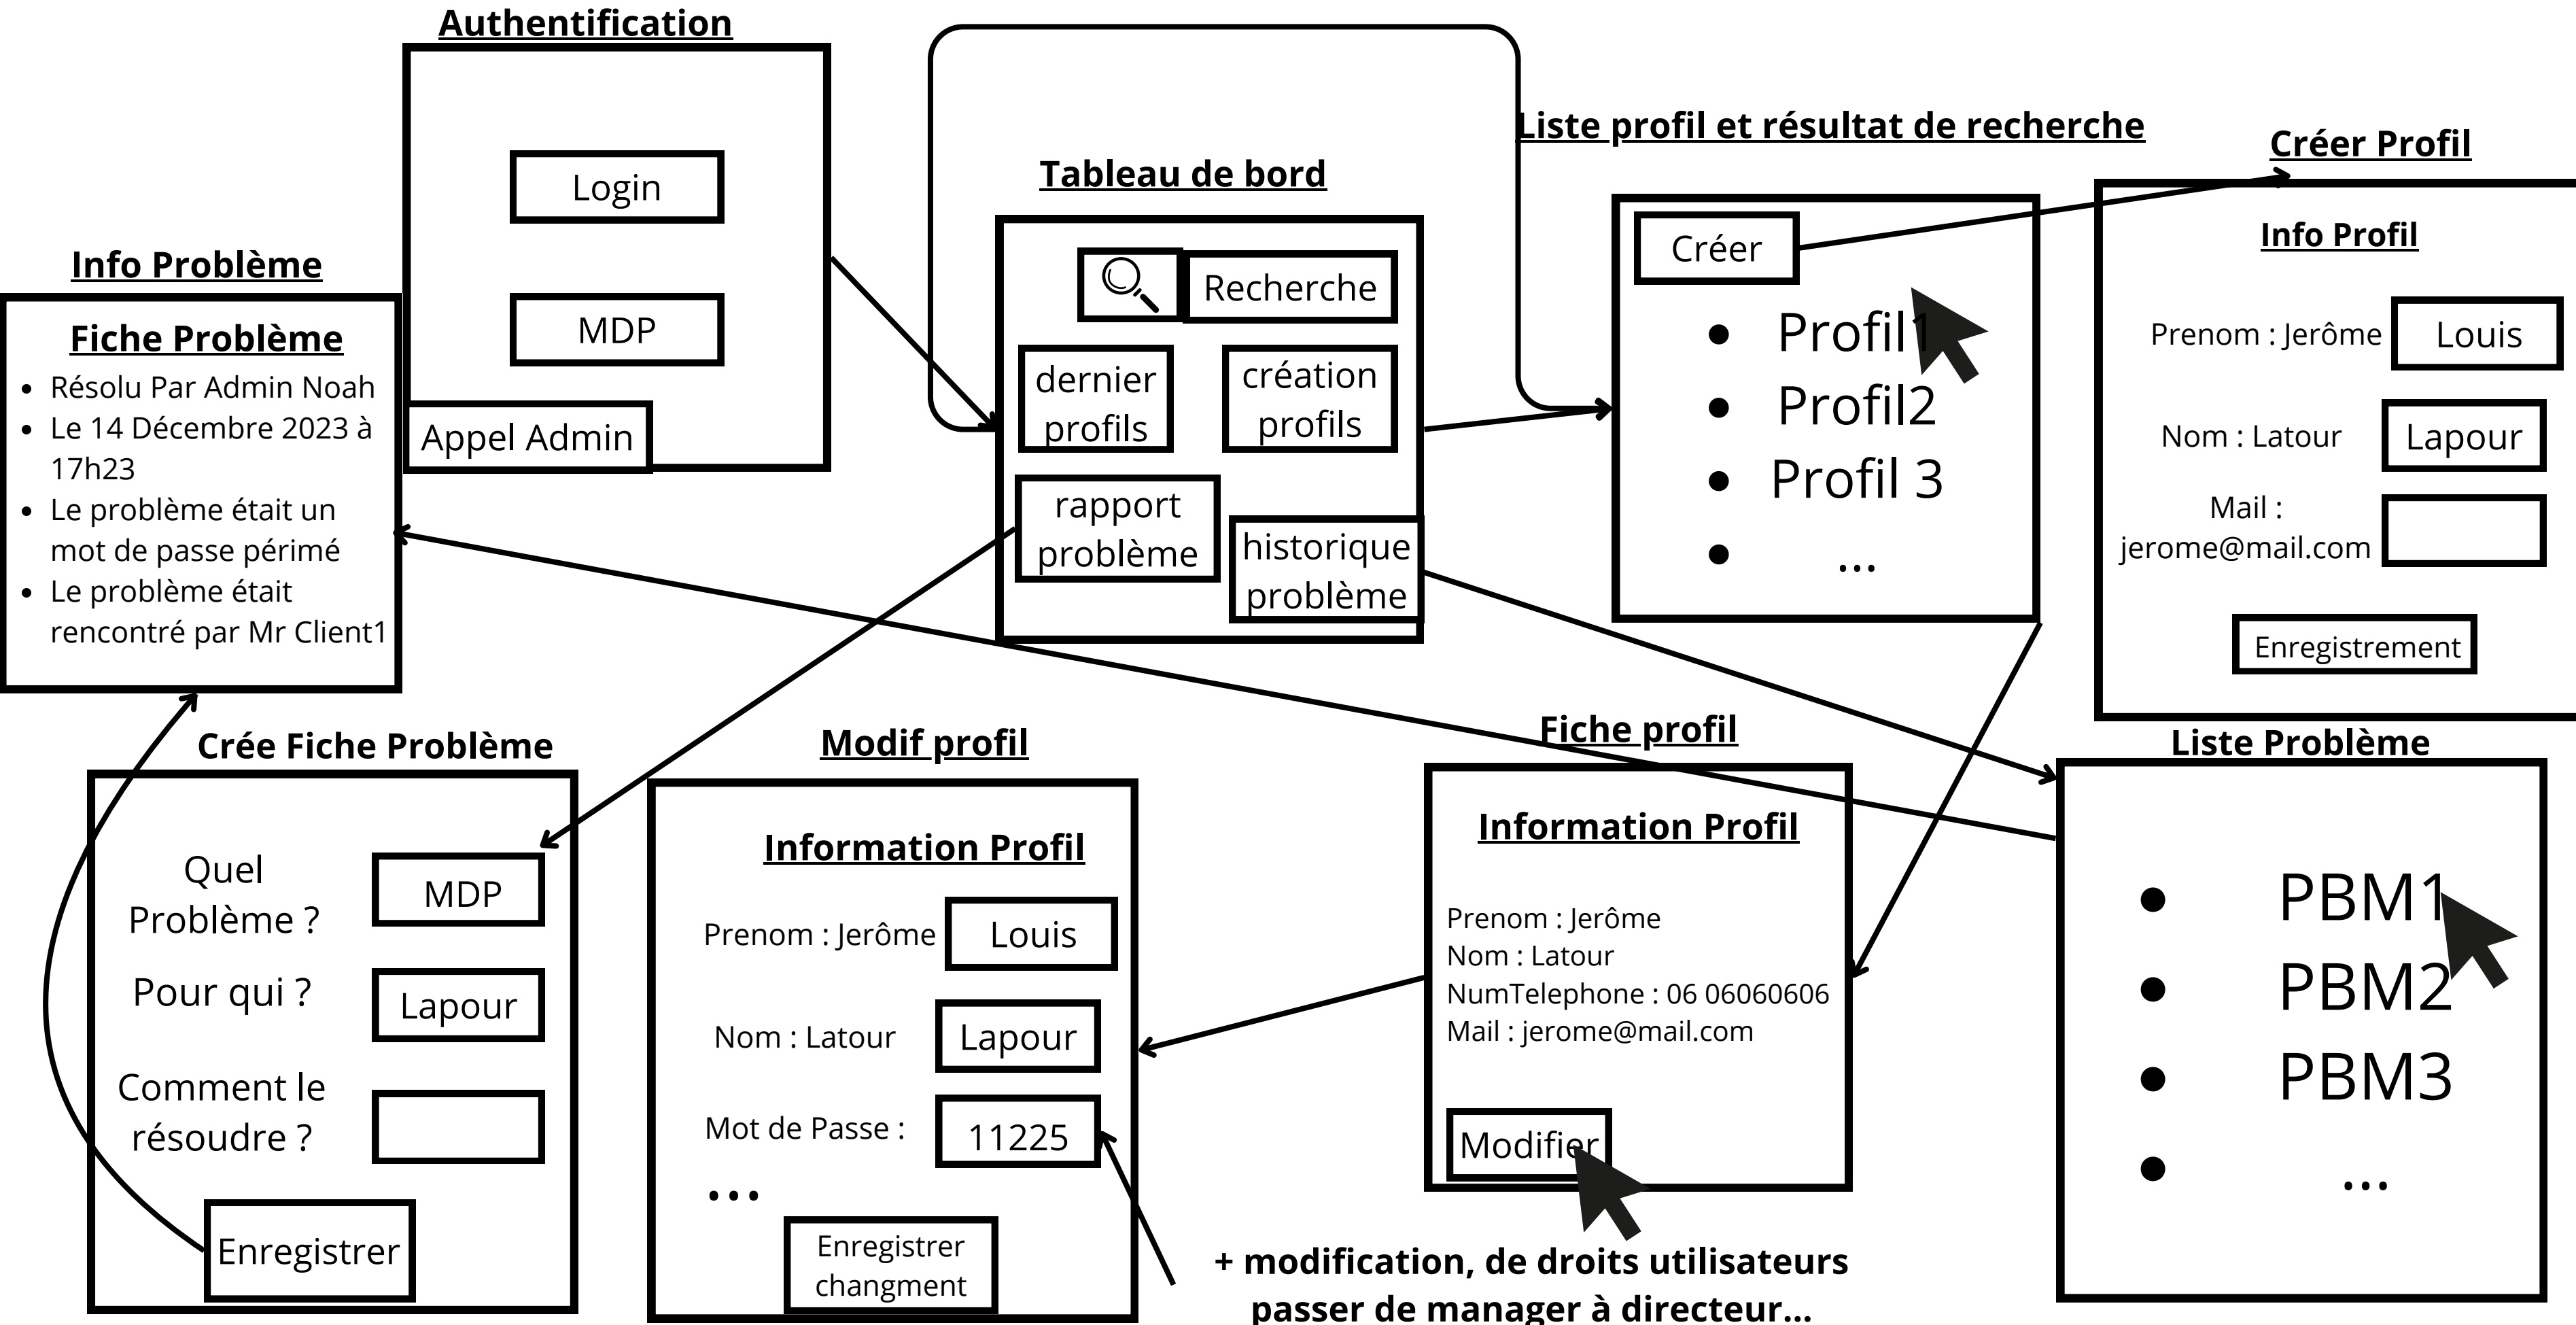 Authentification
Login
MDP
Appel Admin
Info Problème
Fiche Problème
• Résolu Par Admin Noah
• Le 14 Décembre 2023 à
17h23
• Le problème était un
mot de passe périmé
• Le problème était
rencontré par Mr Client1
Tableau de bord
Recherche
dernier
profils
création
profils
rapport
problème
historique
problème
Liste profil et résultat de recherche
Créer
• Profil1
• Profil2
• Profil 3
• ...
Créer Profil
Info Profil
Prenom : Jerôme
Louis
Nom : Latour
Lapour
Mail :
jerome@mail.com
Enregistrement
Crée Fiche Problème
Quel
Problème ?
MDP
Pour qui ?
Lapour
Comment le
résoudre ?
Enregistrer
Modif profil
Information Profil
Prenom : Jerôme
Louis
Nom : Latour
Lapour
Mot de Passe :
11225
...
Enregistrer
changment
Fiche profil
Information Profil
Prenom : Jerôme
Nom : Latour
NumTelephone : 06 06060606
Mail : jerome@mail.com
Modifier
+ modification, de droits utilisateurs
passer de manager à directeur...
Liste Problème
• PBM1
• PBM2
• PBM3
• ...